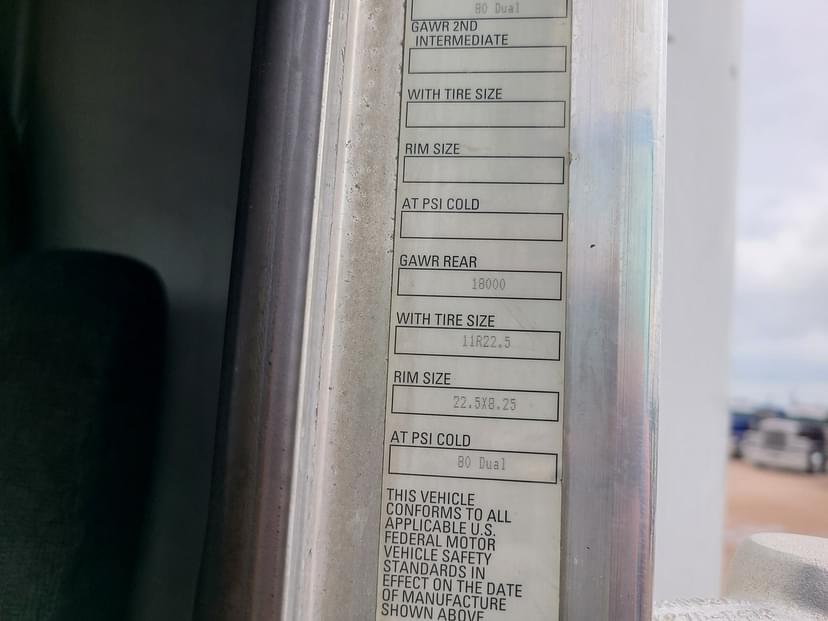 80 Dual
GAWR 2ND
INTERMEDIATE
WITH TIRE SIZE
RIM SIZE
AT PSI COLD
GAWR REAR
18000
WITH TIRE SIZE
11R22.5
RIM SIZE
22.5X8.25
AT PSI COLD
80 Dual
THIS VEHICLE
CONFORMS TO ALL
APPLICABLE U.S.
FEDERAL MOTOR
VEHICLE SAFETY
STANDARDS IN
EFFECT ON THE DATE
OF MANUFACTURE
SHOWN ABOVE